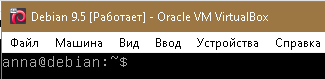 Debian 9.5 [Работает] - Oracle VM VirtualBox
Файл Машина Вид Ввод Устройства Справка
anna@debian:~$